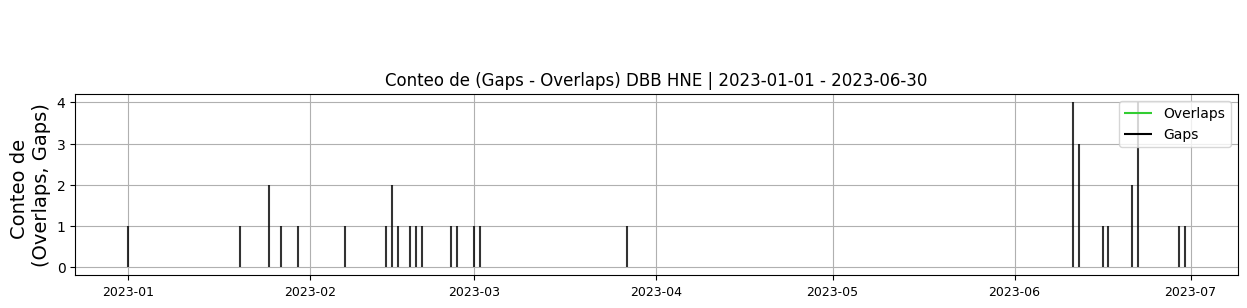 Conteo de (Gaps - Overlaps) DBB HNE | 2023-01-01 - 2023-06-30
Conteo de
(Overlaps, Gaps)
4
3
2
1
0
Overlaps
Gaps
2023-01
2023-02
2023-03
2023-04
2023-05
2023-06
2023-07